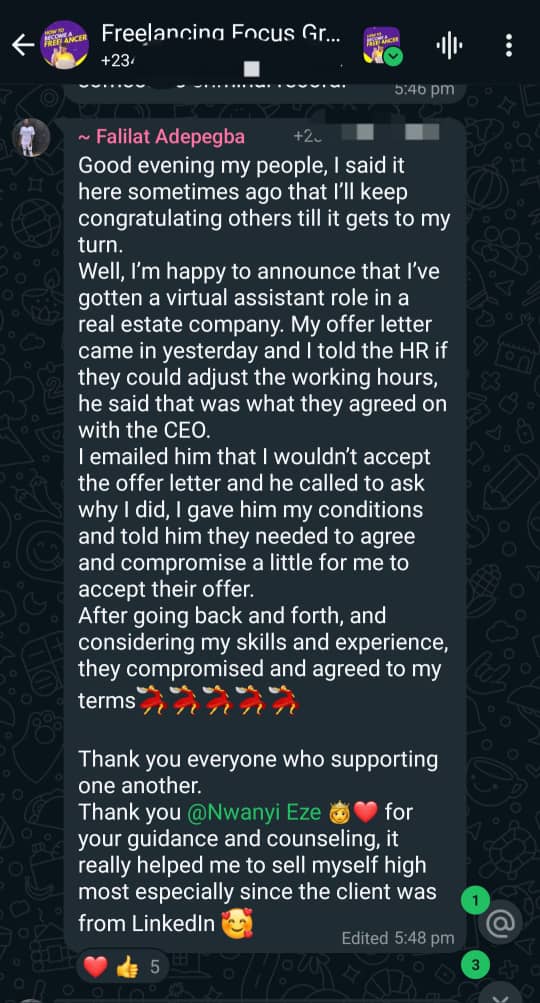 HOW TO
BECOME A
FREELANCER
Freelancing Focus Gr...
+234
5:46 pm
~ Falilat Adepegba
Good evening my people, I said it
here sometimes ago that I'll keep
congratulating others till it gets to my
turn.
Well, I'm happy to announce that I've
gotten a virtual assistant role in a
real estate company. My offer letter
came in yesterday and I told the HR if
they could adjust the working hours,
he said that was what they agreed on
with the CEO.
I emailed him that I wouldn't accept
the offer letter and he called to ask
why I did, I gave him my conditions
and told him they needed to agree
and compromise a little for me to
accept their offer.
After going back and forth, and
considering my skills and experience,
they compromised and agreed to my
terms💃💃💃💃💃
Thank you everyone who supporting
one another.
Thank you @Nwanyi Eze 👸❤️ for
your guidance and counseling, it
really helped me to sell myself high
most especially since the client was
from LinkedIn 🥰
Edited 5:48 pm
❤️ 👍 5
1
@
3